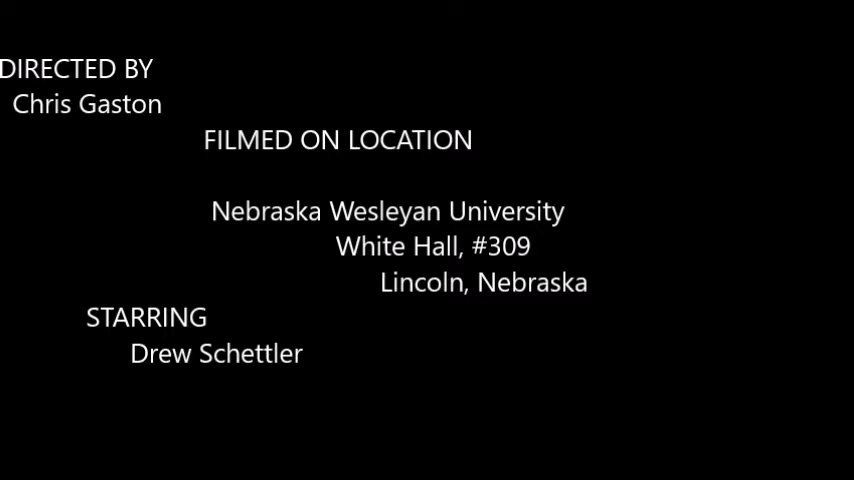 DIRECTED BY
Chris Gaston
FILMED ON LOCATION
Nebraska Wesleyan University
White Hall, #309
Lincoln, Nebraska
STARRING
Drew Schettler